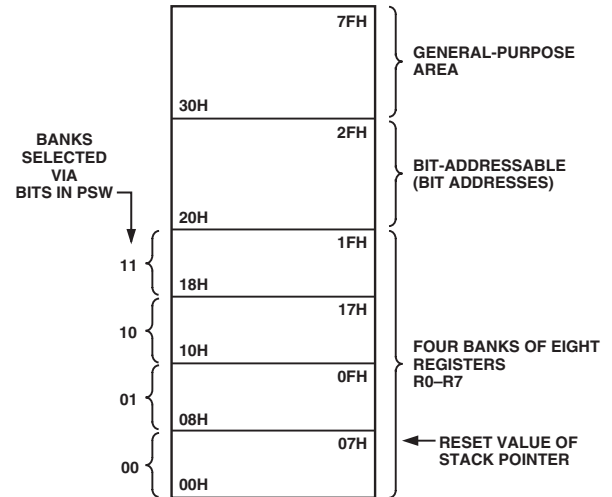 7FH
GENERAL-PURPOSE
AREA
30H
BANKS
SELECTED
VIA
BITS IN PSW
2FH
BIT-ADDRESSABLE
(BIT ADDRESSES)
20H
11
1FH
18H
10
17H
10H
FOUR BANKS OF EIGHT
REGISTERS
R0–R7
01
0FH
08H
00
07H
00H
RESET VALUE OF
STACK POINTER